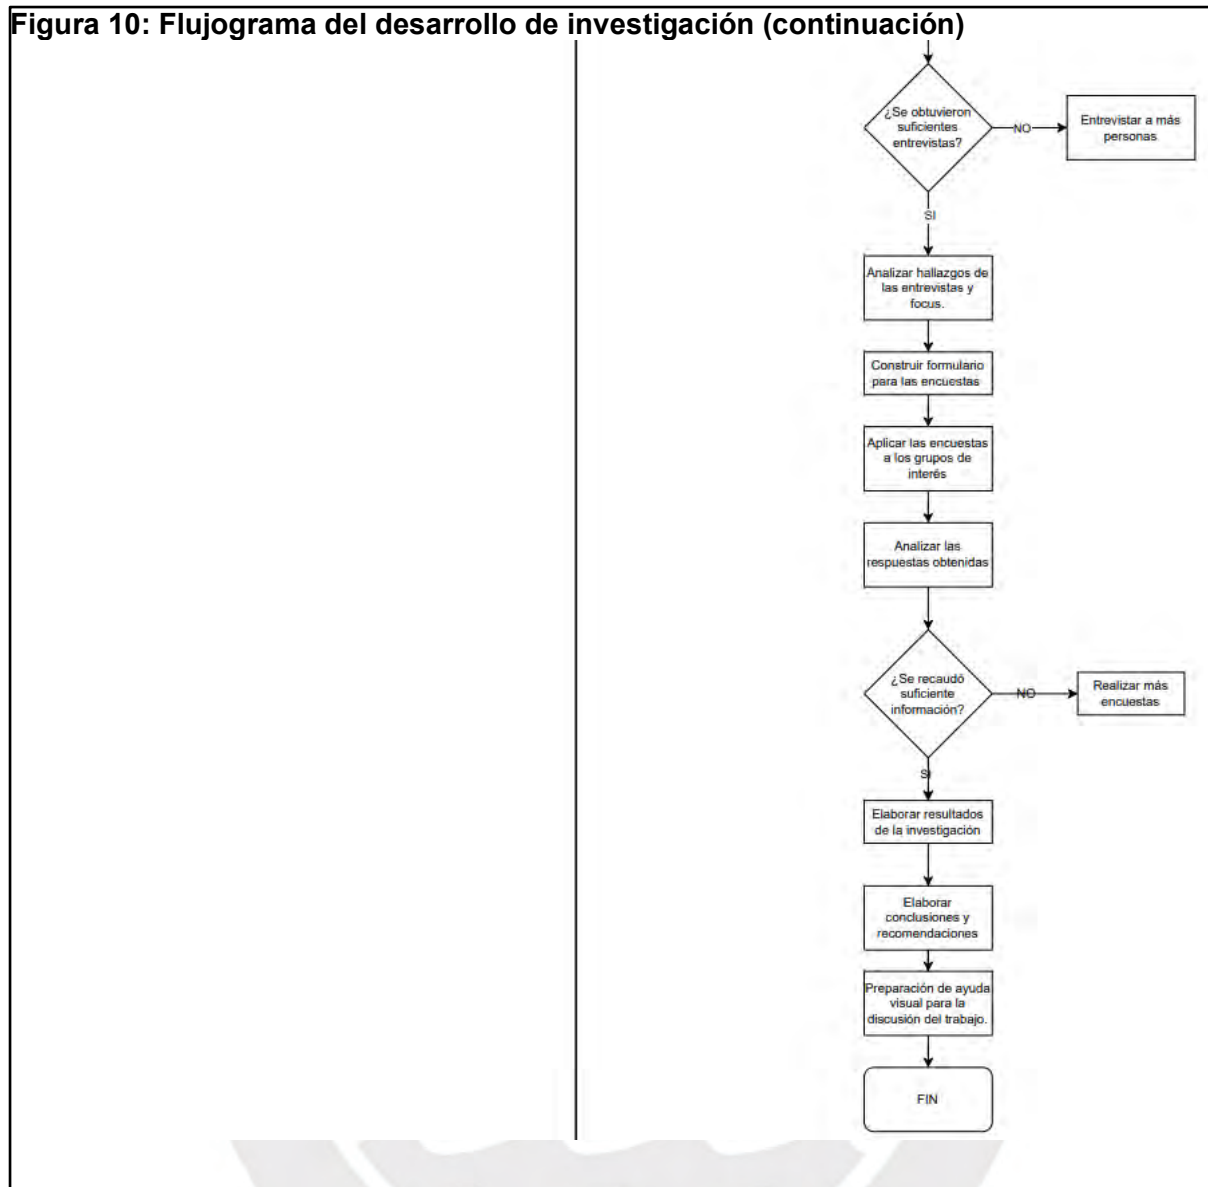 Figura 10: Flujograma del desarrollo de investigación (continuación)
¿Se obtuvieron
suficientes
entrevistas?
NO
Entrevistar a más
personas
SI
Analizar hallazgos de
las entrevistas y
focus.
Construir formulario
para las encuestas
Aplicar las encuestas
a los grupos de
interés
Analizar las
respuestas obtenidas
¿Se recaudó
suficiente
información?
NO
Realizar más
encuestas
SI
Elaborar resultados
de la investigación
Elaborar
conclusiones y
recomendaciones
Preparación de ayuda
visual para la
discusión del trabajo.
FIN